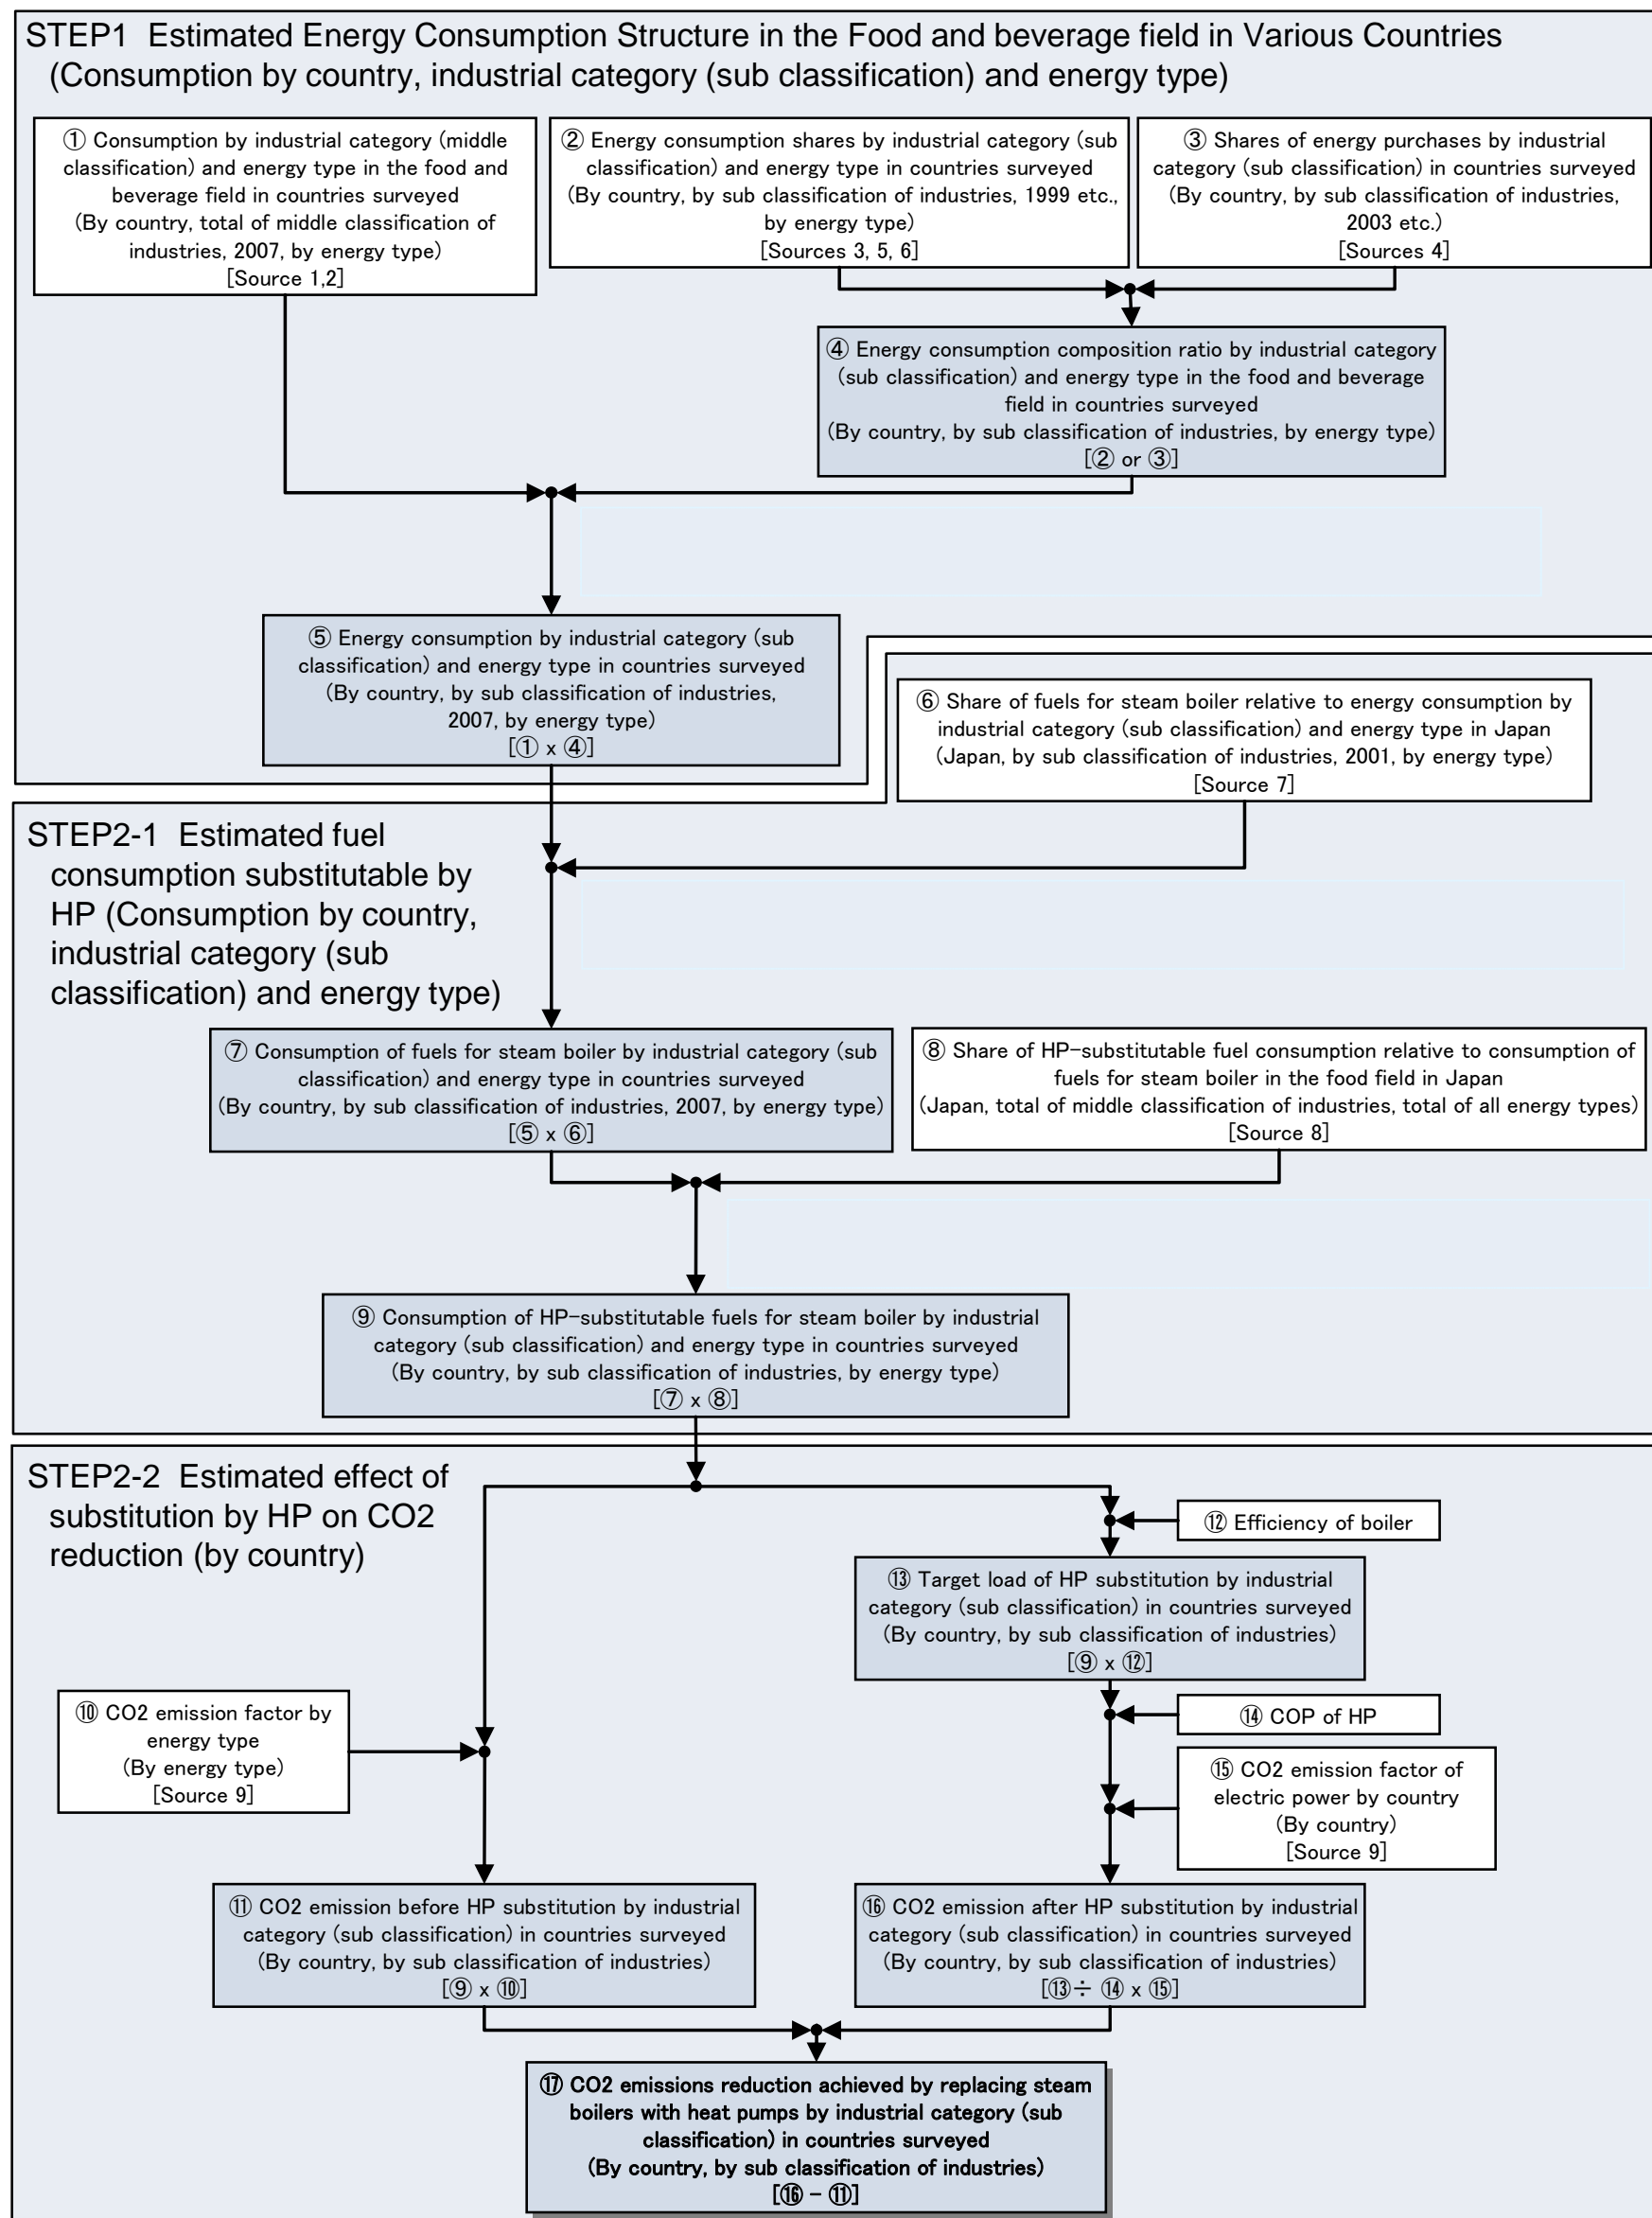 STEP1 Estimated Energy Consumption Structure in the Food and beverage field in Various Countries
(Consumption by country, industrial category (sub classification) and energy type)
① Consumption by industrial category (middle
classification) and energy type in the food and
beverage field in countries surveyed
(By country, total of middle classification of
industries, 2007, by energy type)
[Source 1,2]
② Energy consumption shares by industrial category (sub
classification) and energy type in countries surveyed
(By country, by sub classification of industries, 1999 etc.,
by energy type)
[Sources 3, 5, 6]
③ Shares of energy purchases by industrial
category (sub classification) in countries surveyed
(By country, by sub classification of industries,
2003 etc.)
[Sources 4]
④ Energy consumption composition ratio by industrial category
(sub classification) and energy type in the food and beverage
field in countries surveyed
(By country, by sub classification of industries, by energy type)
[② or ③]
⑤ Energy consumption by industrial category (sub
classification) and energy type in countries surveyed
(By country, by sub classification of industries,
2007, by energy type)
[① x ④]
⑥ Share of fuels for steam boiler relative to energy consumption by
industrial category (sub classification) and energy type in Japan
(Japan, by sub classification of industries, 2001, by energy type)
[Source 7]
STEP2-1 Estimated fuel
consumption substitutable by
HP (Consumption by country,
industrial category (sub
classification) and energy type)
⑦ Consumption of fuels for steam boiler by industrial category (sub
classification) and energy type in countries surveyed
(By country, by sub classification of industries, 2007, by energy type)
[⑤ x ⑥]
⑧ Share of HP-substitutable fuel consumption relative to consumption of
fuels for steam boiler in the food field in Japan
(Japan, total of middle classification of industries, total of all energy types)
[Source 8]
⑨ Consumption of HP-substitutable fuels for steam boiler by industrial
category (sub classification) and energy type in countries surveyed
(By country, by sub classification of industries, by energy type)
[⑦ x ⑧]
STEP2-2 Estimated effect of
substitution by HP on CO2
reduction (by country)
⑫ Efficiency of boiler
⑬ Target load of HP substitution by industrial
category (sub classification) in countries surveyed
(By country, by sub classification of industries)
[⑨ x ⑫]
⑩ CO2 emission factor by
energy type
(By energy type)
[Source 9]
⑭ COP of HP
⑮ CO2 emission factor of
electric power by country
(By country)
[Source 9]
⑪ CO2 emission before HP substitution by industrial
category (sub classification) in countries surveyed
(By country, by sub classification of industries)
[⑨ x ⑩]
⑯ CO2 emission after HP substitution by industrial
category (sub classification) in countries surveyed
(By country, by sub classification of industries)
[⑬÷ ⑭ x ⑮]
⑰ CO2 emissions reduction achieved by replacing steam
boilers with heat pumps by industrial category (sub
classification) in countries surveyed
(By country, by sub classification of industries)
[⑯ - ⑪]